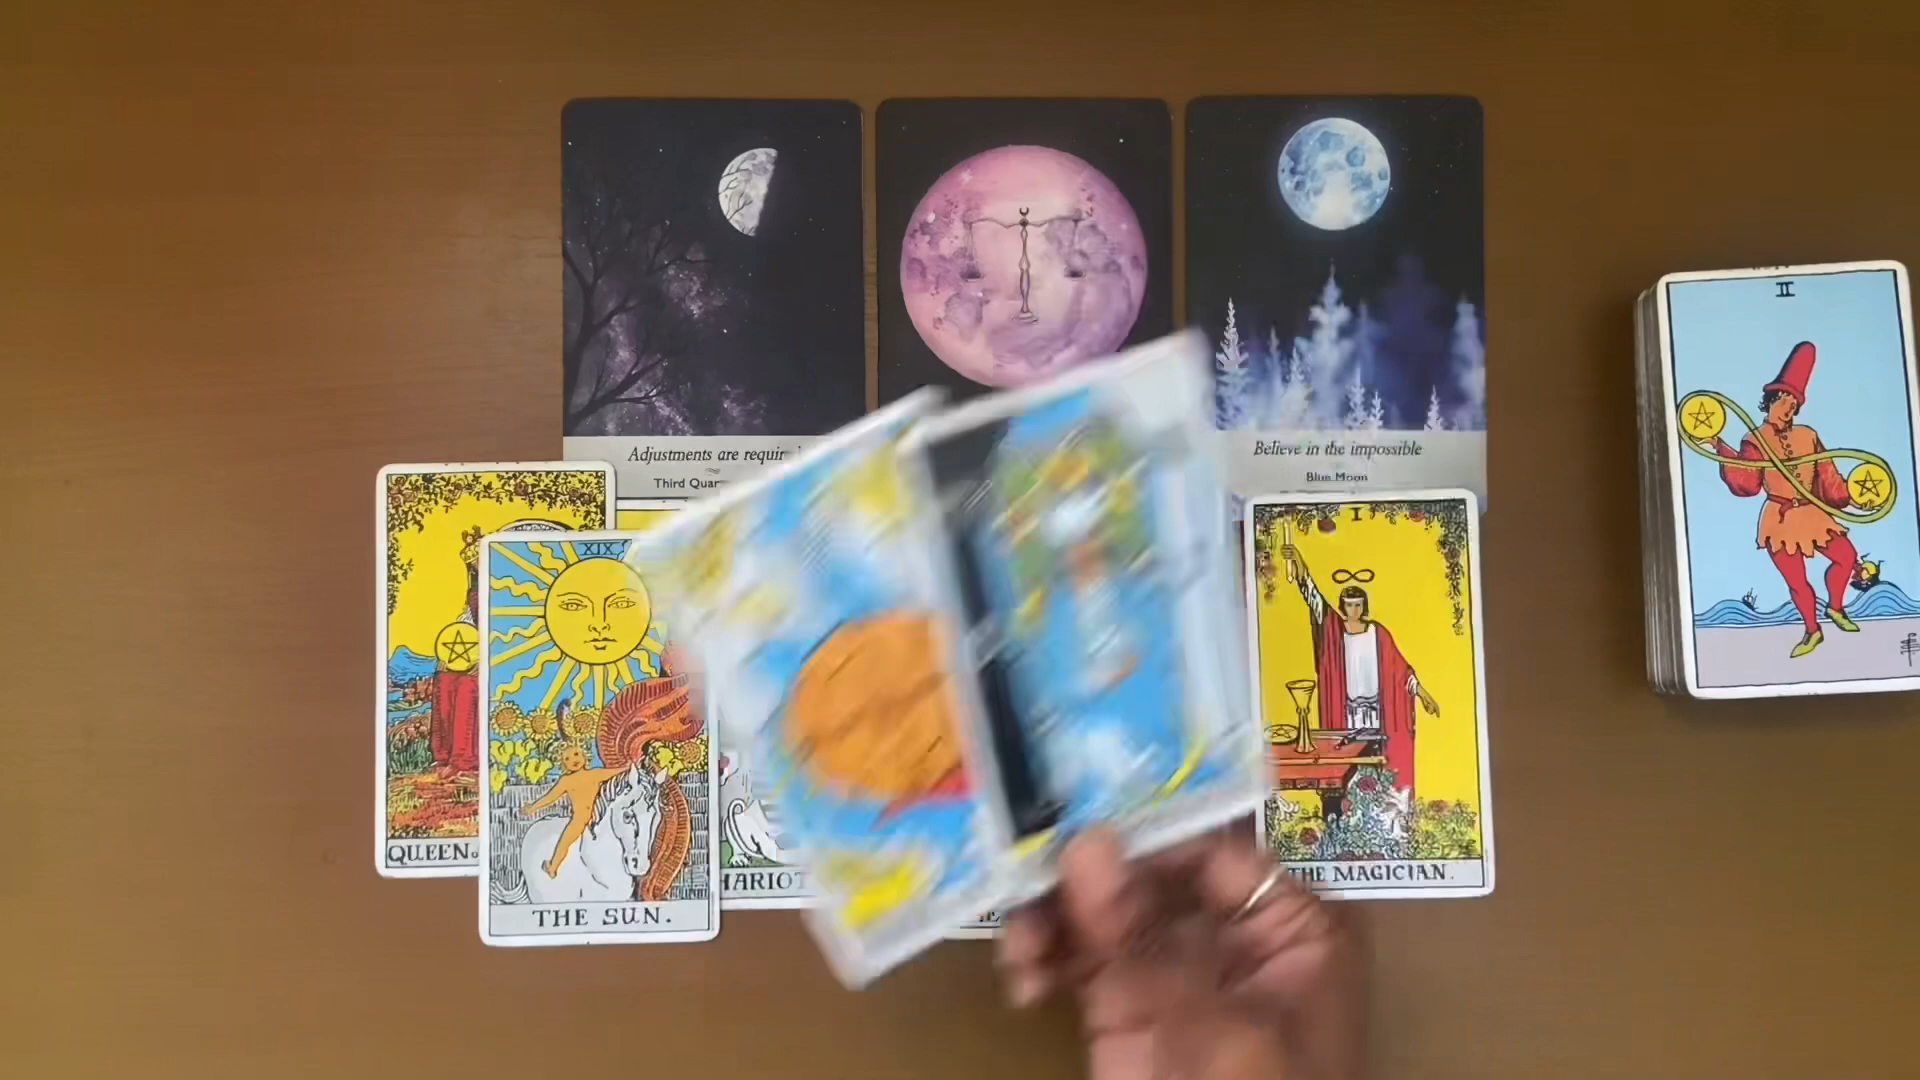 Adjustments are requir
Third Quar
Believe in the impossible
Blue Moon
II
XIX
I
QUEEN
HARIOT
THE MAGICIAN.
THE SUN.